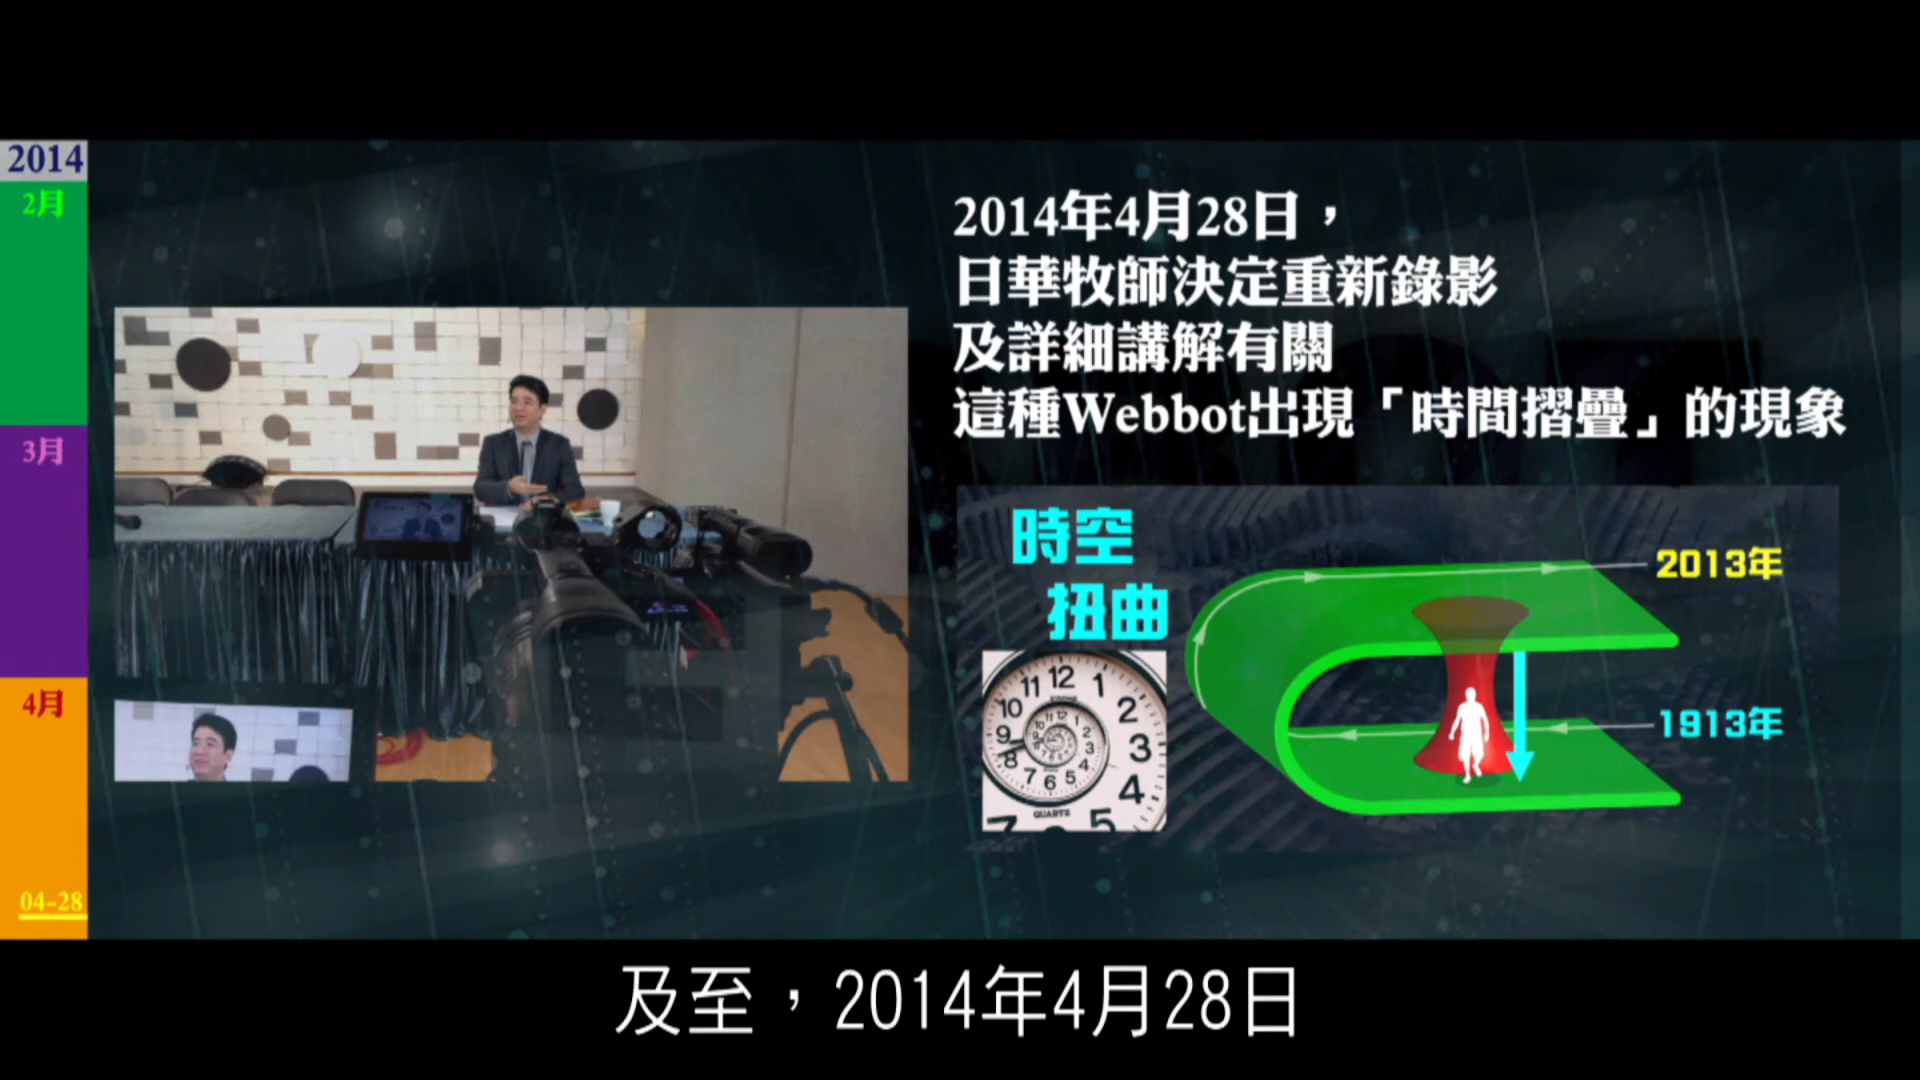 2014
2月
3月
4月
04-28
2014年4月28日，
日華牧師決定重新錄影
及詳細講解有關
這種Webbot出現「時間摺疊」的現象
時空
扭曲
2013年
1913年
11 12 1
10 2
9 3
8 4
7 5
QUARTZ
及至，2014年4月28日